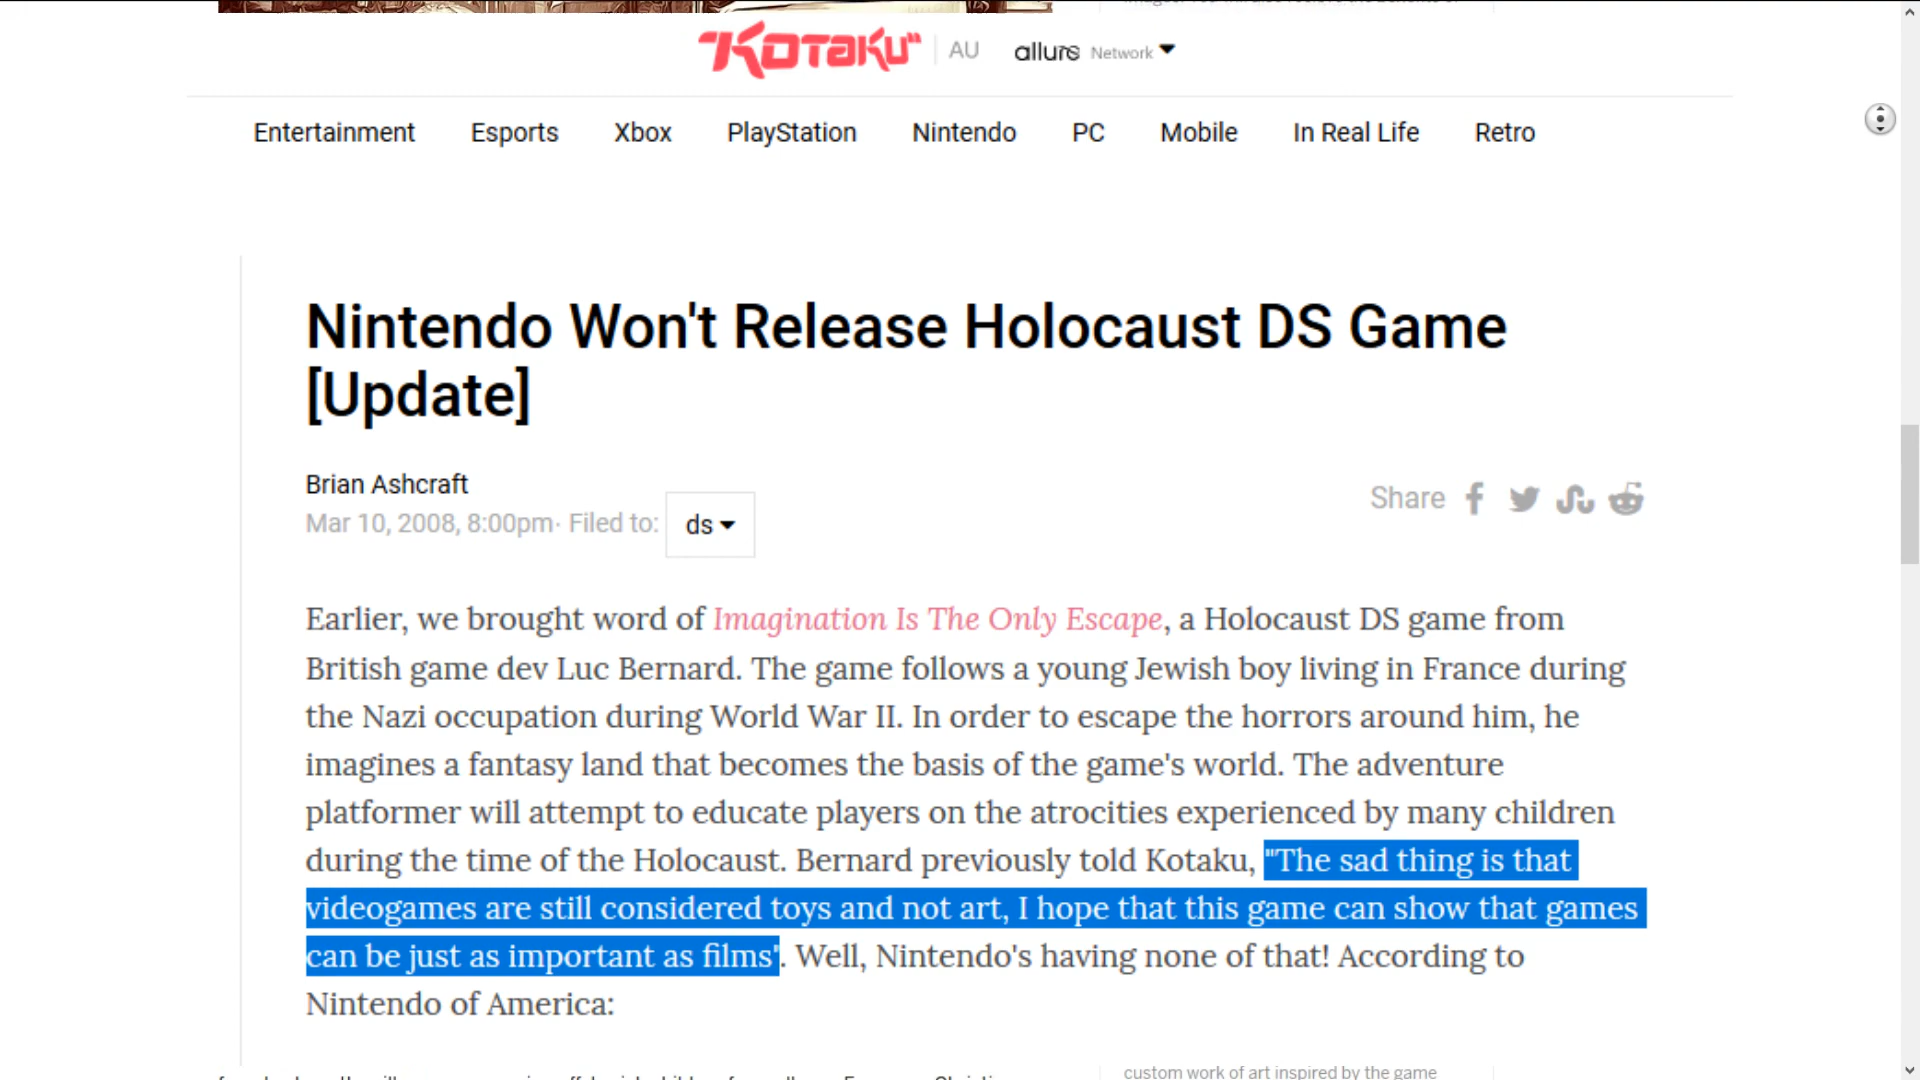 KOTAKU AU allure Network
Entertainment Esports Xbox PlayStation Nintendo PC Mobile In Real Life Retro
Nintendo Won't Release Holocaust DS Game
[Update]
Brian Ashcraft
Mar 10, 2008, 8:00pm· Filed to: ds
Share
Earlier, we brought word of Imagination Is The Only Escape, a Holocaust DS game from
British game dev Luc Bernard. The game follows a young Jewish boy living in France during
the Nazi occupation during World War II. In order to escape the horrors around him, he
imagines a fantasy land that becomes the basis of the game's world. The adventure
platformer will attempt to educate players on the atrocities experienced by many children
during the time of the Holocaust. Bernard previously told Kotaku, "The sad thing is that
videogames are still considered toys and not art, I hope that this game can show that games
can be just as important as films". Well, Nintendo's having none of that! According to
Nintendo of America:
custom work of art inspired by the game